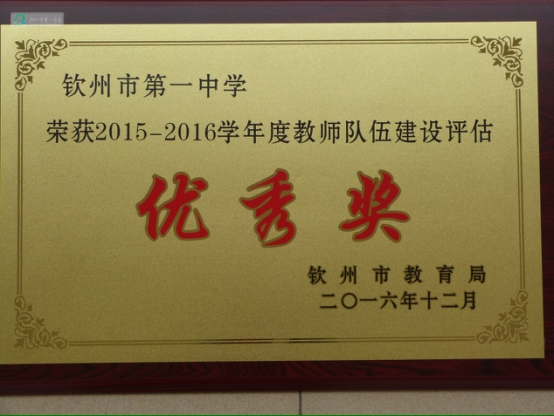 钦州市第一中学
荣获2015-2016学年度教师队伍建设评估
优秀奖
钦州市教育局
二〇一六年十二月